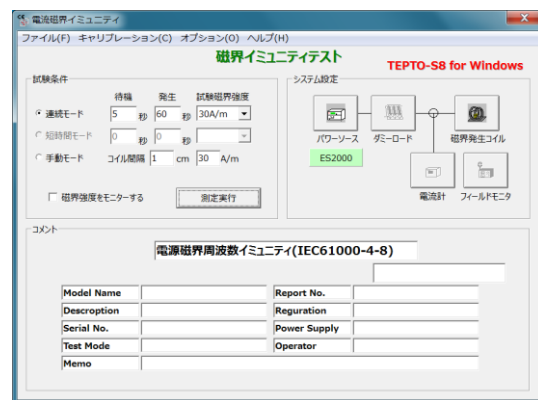 電流磁界イミュニティ
ファイル(F) キャリブレーション(C) オプション(O) ヘルプ(H)
磁界イミュニティテスト
TEPTO-S8 for Windows
試験条件
待機 発生 試験磁界強度
連続モード 5 秒 60 秒 30A/m
短時間モード 0 秒 0 秒
手動モード コイル間隔 1 cm 30 A/m
磁界強度をモニターする 測定実行
システム設定
パワーソース ダミーロード 磁界発生コイル
ES2000
電流計 フィールドモニタ
コメント
電源磁界周波数イミュニティ(IEC61000-4-8)
Model Name Report No.
Descroption Reguration
Serial No. Power Supply
Test Mode Operator
Memo